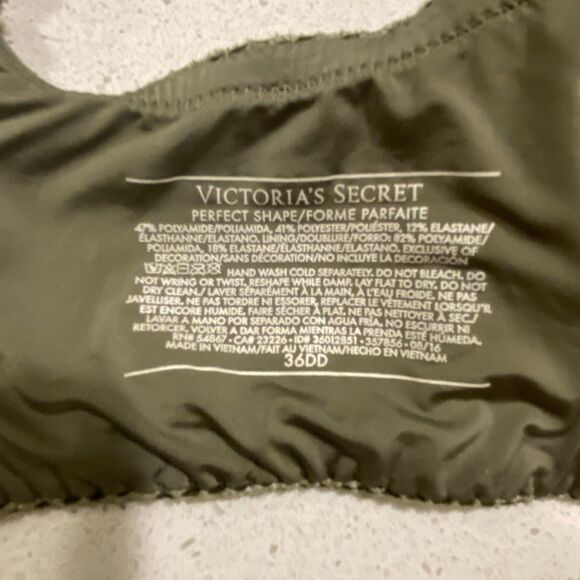 VICTORIA'S SECRET
PERFECT SHAPE/FORME PARFAITE
47% POLYAMIDE/POLIAMIDA, 41% POLYESTER/POLIÉSTER, 12% ELASTANE/
ÉLASTHANNE/ELASTANO, LINING/DOUBLURE/FORRO: 82% POLYAMIDE/
POLIAMIDA, 18% ELASTANE/ÉLASTHANNE/ELASTANO. EXCLUSIVE OF
DECORATION/SANS DÉCORATION/NO INCLUYE LA DECORACIÓN
HAND WASH COLD SEPARATELY. DO NOT BLEACH. DO
NOT WRING OR TWIST. RESHAPE WHILE DAMP. LAY FLAT TO DRY. DO NOT
DRY CLEAN./ LAVER SÉPARÉMENT À LA MAIN, À L'EAU FROIDE. NE PAS
JAVELLISER. NE PAS TORDRE NI ESSORER. REPLACER LE VÊTEMENT LORSQU'IL
EST ENCORE HUMIDE. FAIRE SÉCHER À PLAT. NE PAS NETTOYER À SEC./
LAVAR A MANO POR SEPARADO CON AGUA FRÍA. NO ESCURRIR NI
RETORCER. VOLVER A DAR FORMA MIENTRAS LA PRENDA ESTÉ HÚMEDA.
RN# 54867 • CA# 23226 • ID# 36012851 • 357856 • 08/16
MADE IN VIETNAM/FAIT AU VIETNAM/HECHO EN VIETNAM
36DD